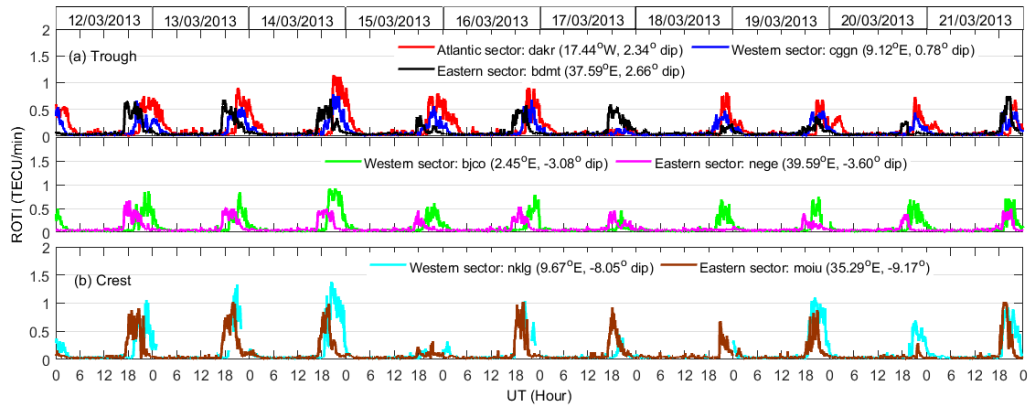 12/03/2013 13/03/2013 14/03/2013 15/03/2013 16/03/2013 17/03/2013 18/03/2013 19/03/2013 20/03/2013 21/03/2013
2
(a) Trough
Atlantic sector: dakr (17.44°W, 2.34° dip) Western sector: cggn (9.12°E, 0.78° dip)
Eastern sector: bdmt (37.59°E, 2.66° dip)
1.5
1
0.5
0
Western sector: bjco (2.45°E, -3.08° dip) Eastern sector: nege (39.59°E, -3.60° dip)
1.5
1
0.5
0
ROTI (TECU/min)
2
(b) Crest
Western sector: nklg (9.67°E, -8.05° dip) Eastern sector: moiu (35.29°E, -9.17°)
1.5
1
0.5
0
0 6 12 18 0 6 12 18 0 6 12 18 0 6 12 18 0 6 12 18 0 6 12 18 0 6 12 18 0 6 12 18 0 6 12 18 0 6 12 18 0
UT (Hour)